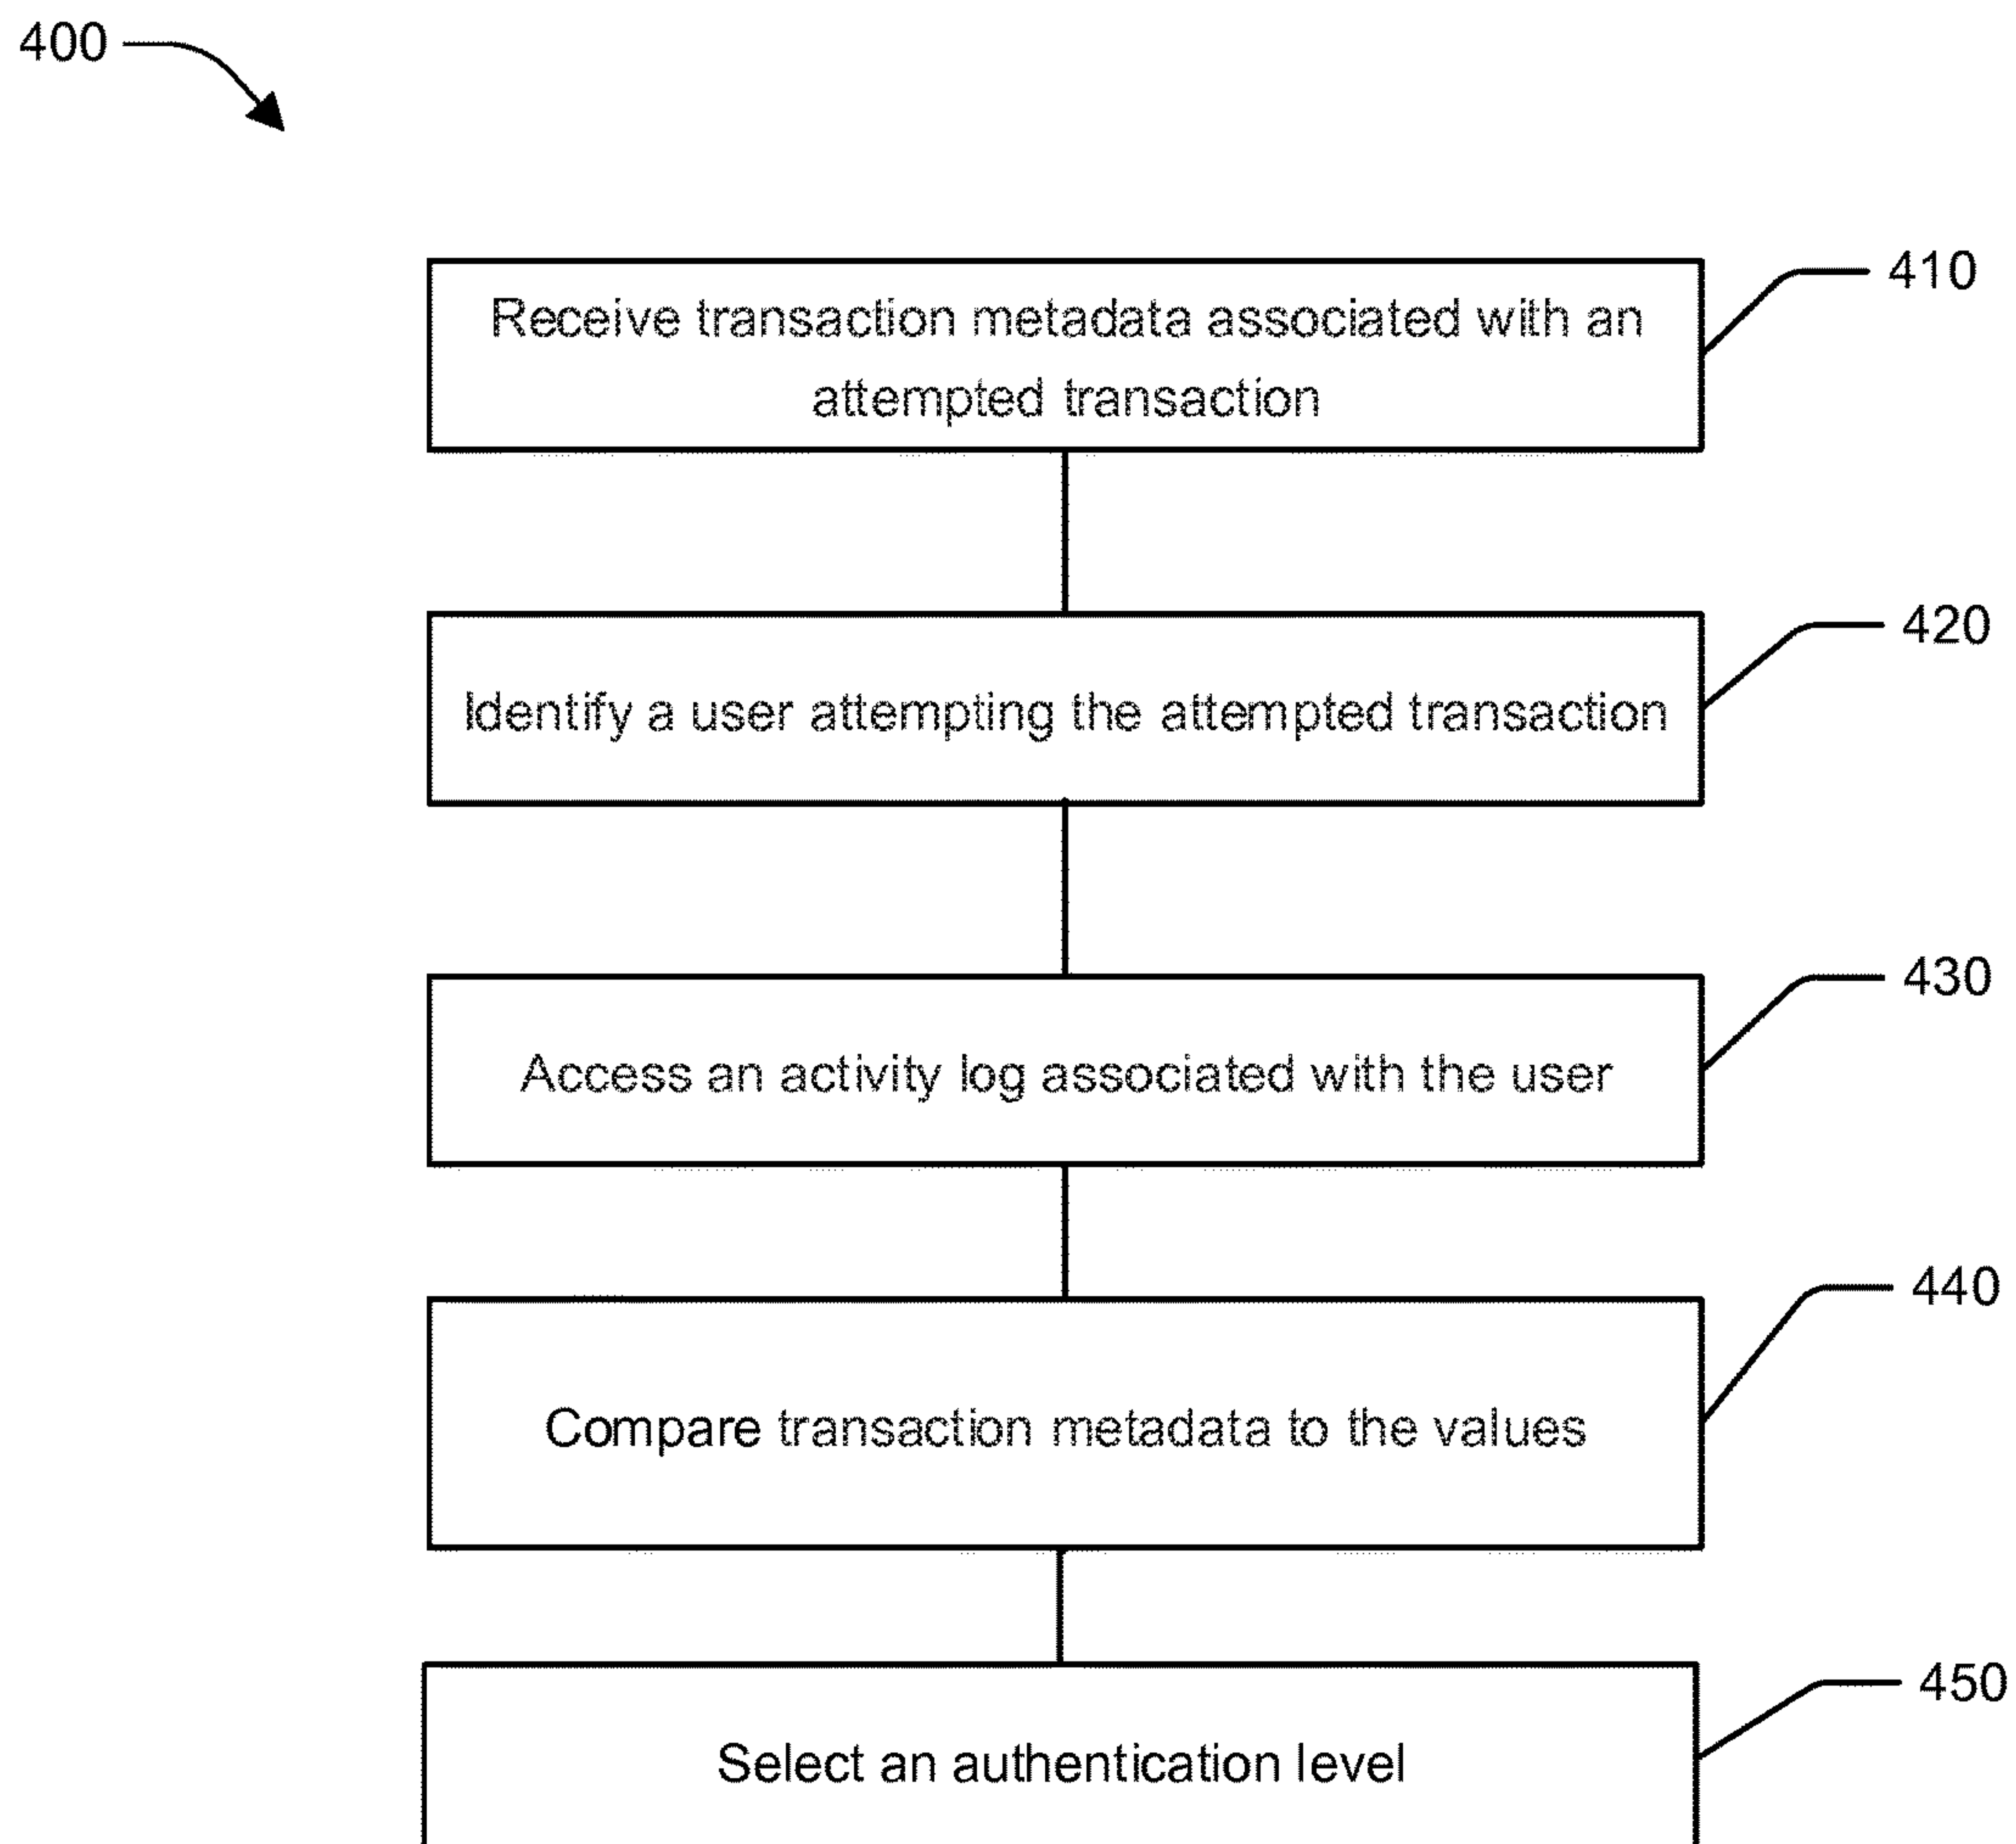 400
410
Receive transaction metadata associated with an
attempted transaction
420
Identify a user attempting the attempted transaction
430
Access an activity log associated with the user
440
Compare transaction metadata to the values
450
Select an authentication level